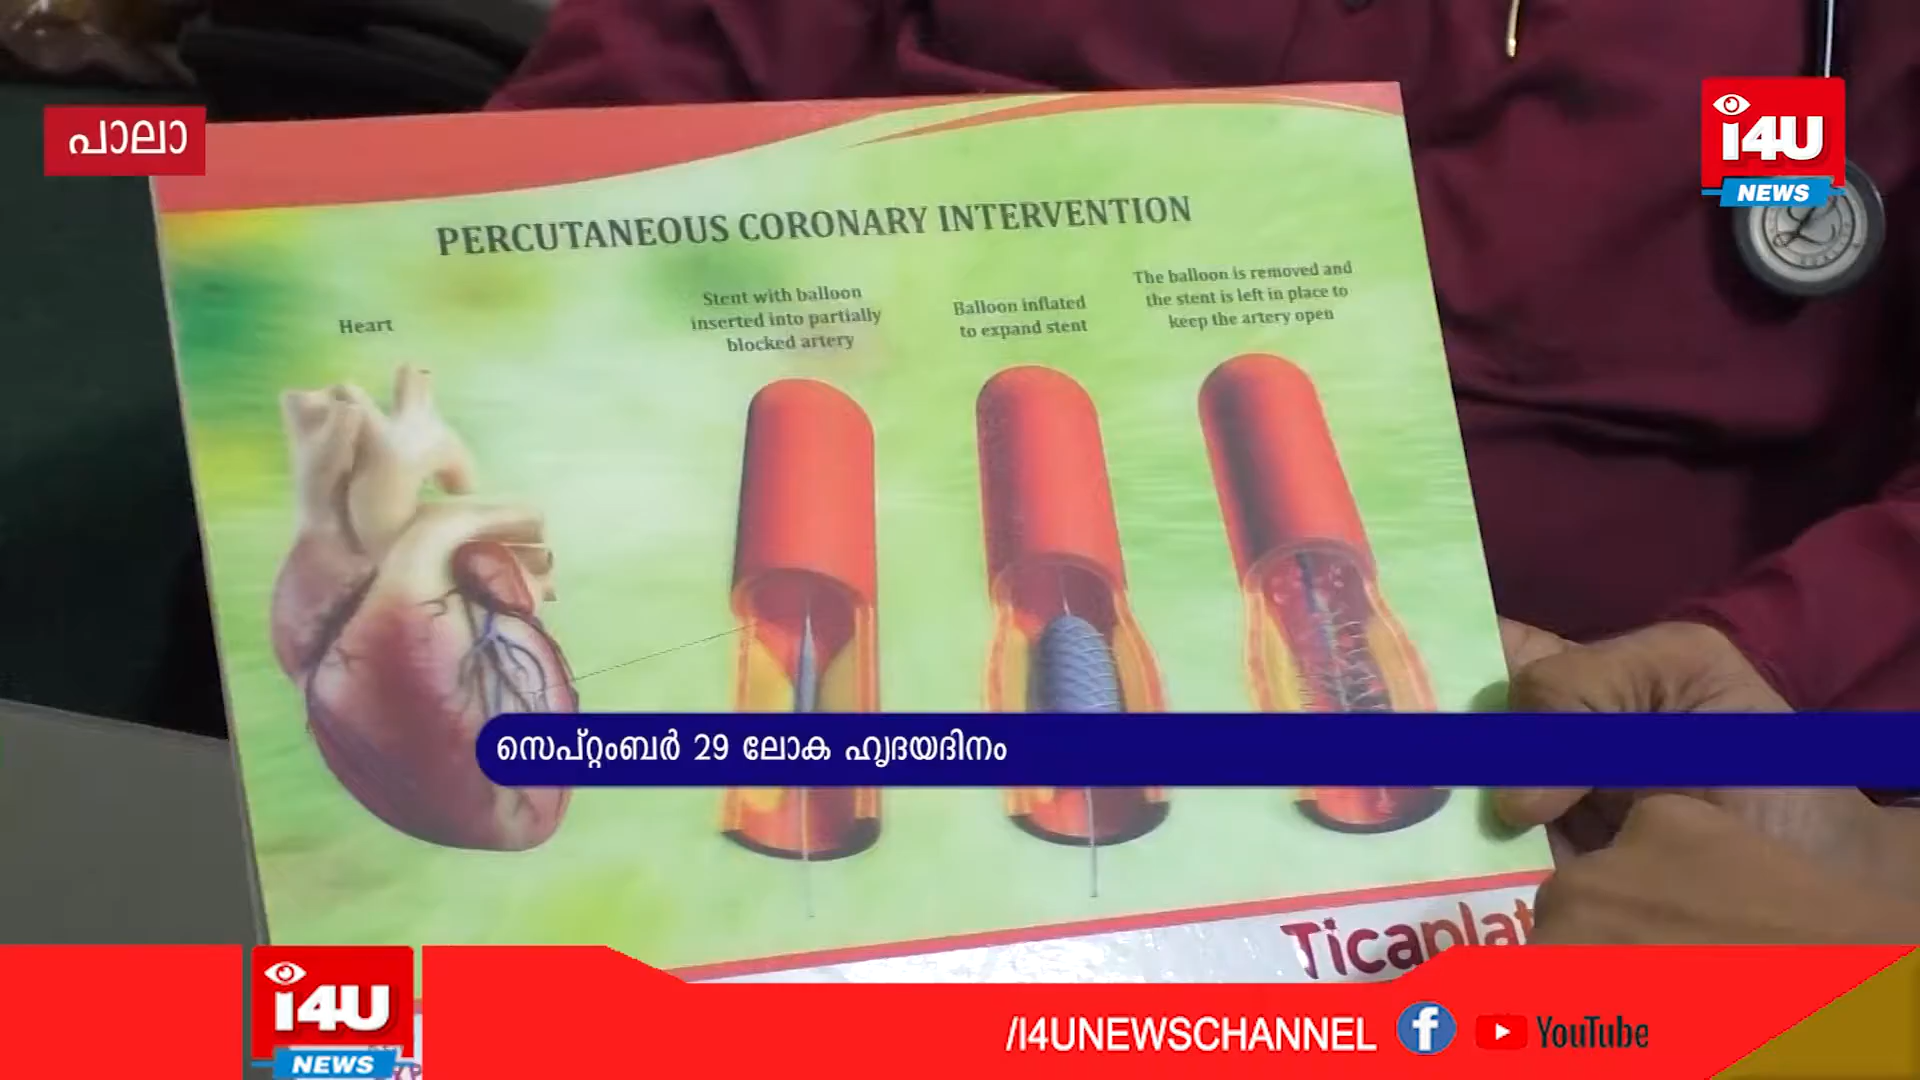 പാലാ
i4U
NEWS
PERCUTANEOUS CORONARY INTERVENTION
Heart
Stent with balloon
inserted into partially
blocked artery
Balloon inflated
to expand stent
The balloon is removed and
the stent is left in place to
keep the artery open
സെപ്റ്റംബർ 29 ലോക ഹൃദയദിനം
Ticaplat
i4U
NEWS
/I4UNEWSCHANNEL
YouTube